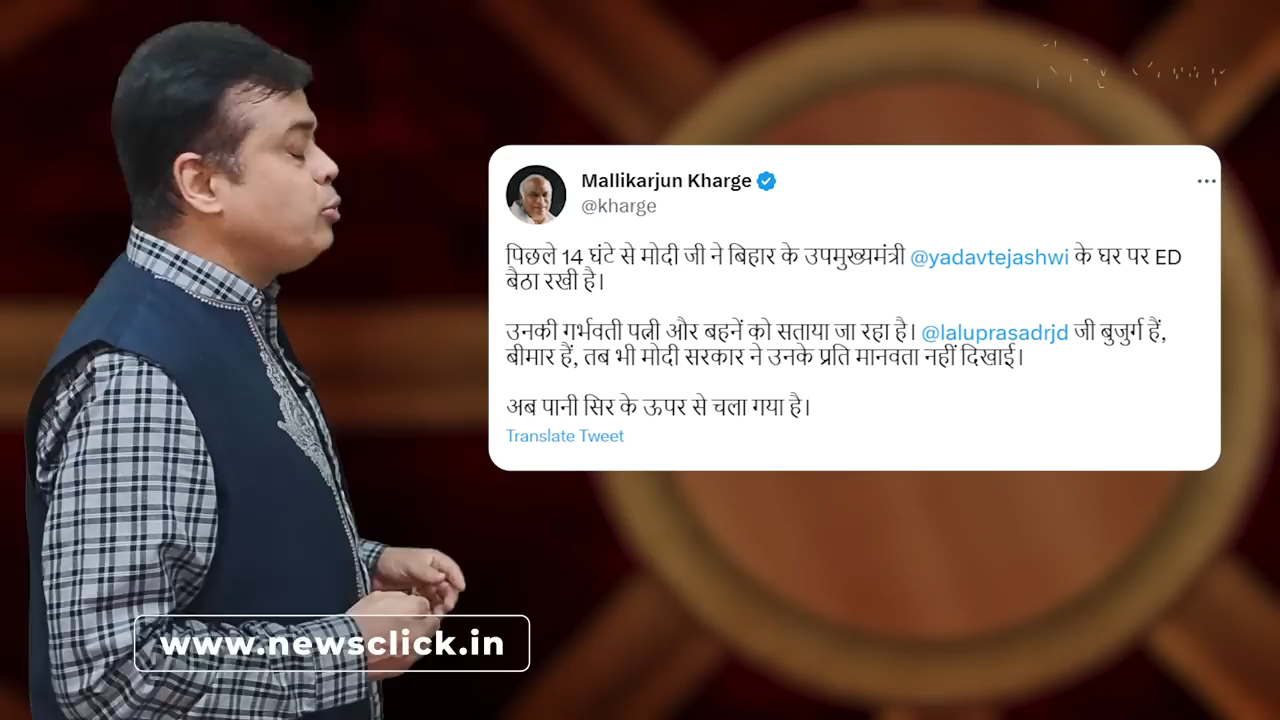 Mallikarjun Kharge
@kharge
पिछले 14 घंटे से मोदी जी ने बिहार के उपमुख्यमंत्री @yadavtejashwi के घर पर ED
बैठा रखी है।
उनकी गर्भवती पत्नी और बहनें को सताया जा रहा है। @laluprasadrjd जी बुजुर्ग हैं,
बीमार हैं, तब भी मोदी सरकार ने उनके प्रति मानवता नहीं दिखाई।
अब पानी सिर के ऊपर से चला गया है।
Translate Tweet
www.newsclick.in